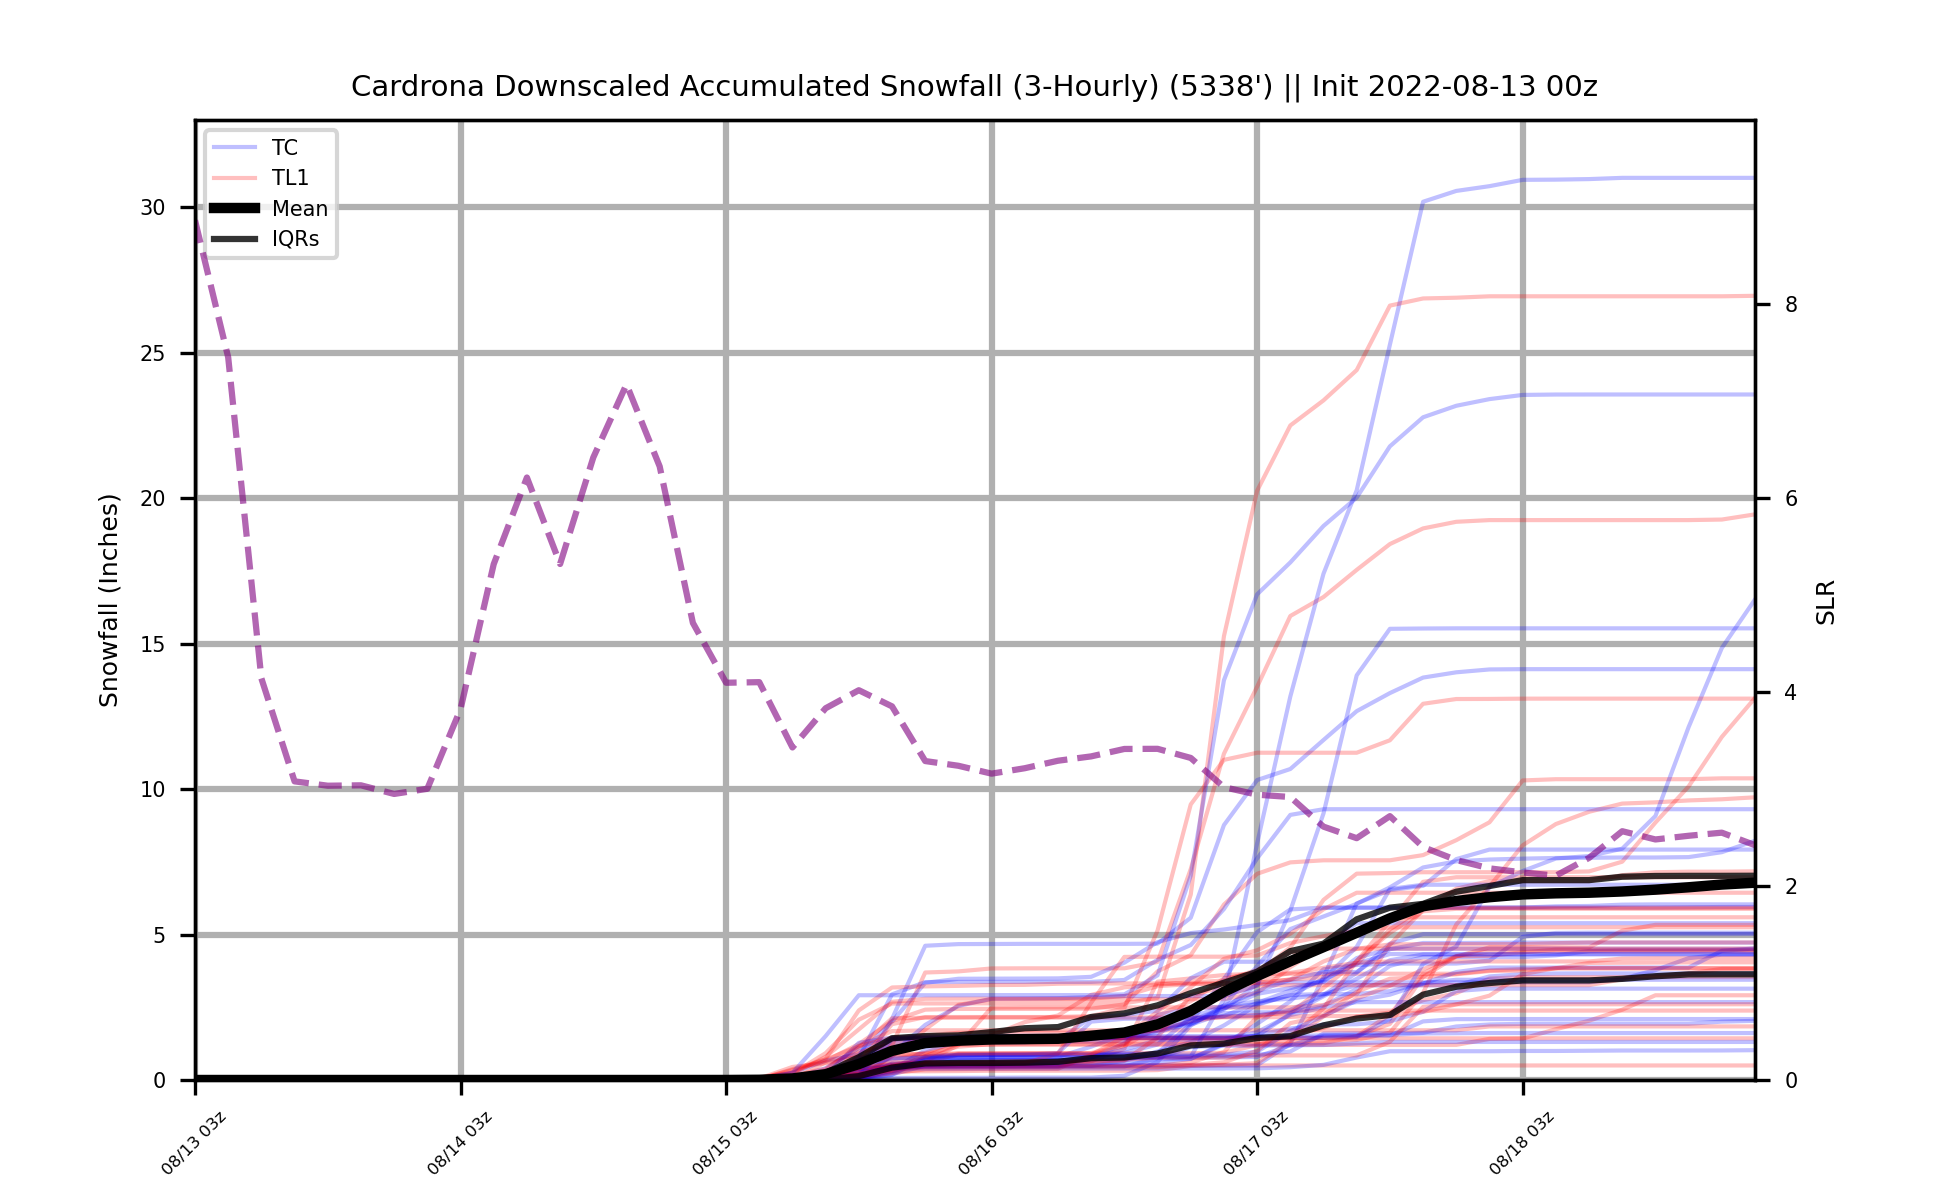 Cardrona Downscaled Accumulated Snowfall (3-Hourly) (5338') || Init 2022-08-13 00z
TC
TL1
Mean
IQRs
30
25
20
15
10
5
0
Snowfall (Inches)
8
6
4
2
0
SLR
08/13 03z
08/14 03z
08/15 03z
08/16 03z
08/17 03z
08/18 03z